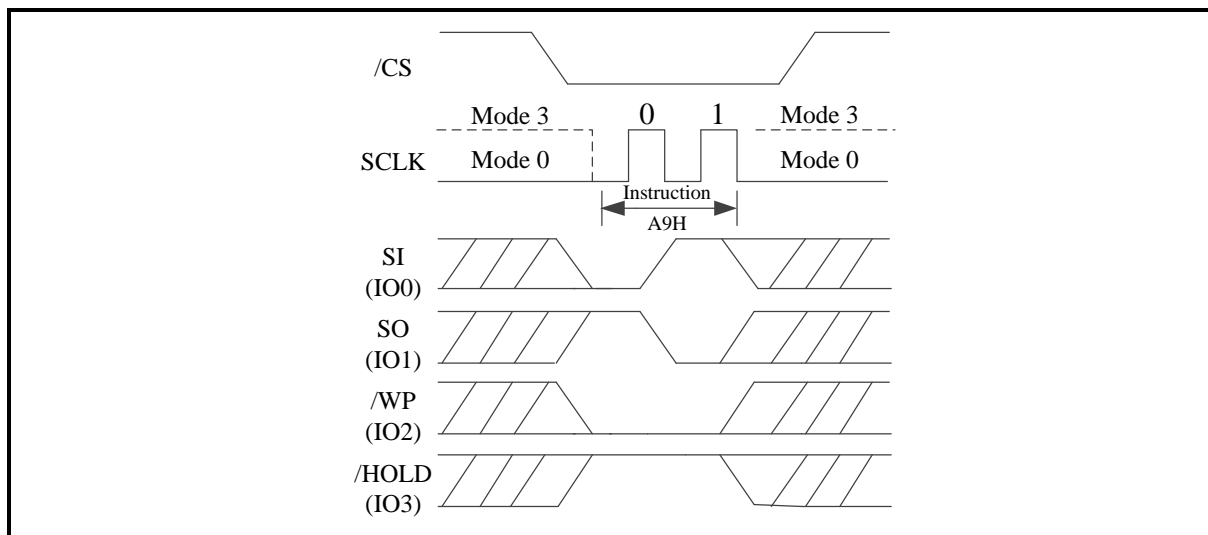 /CS
Mode 3 0 1 Mode 3
SCLK Mode 0 Mode 0
Instruction
A9H
SI
(IO0)
SO
(IO1)
/WP
(IO2)
/HOLD
(IO3)